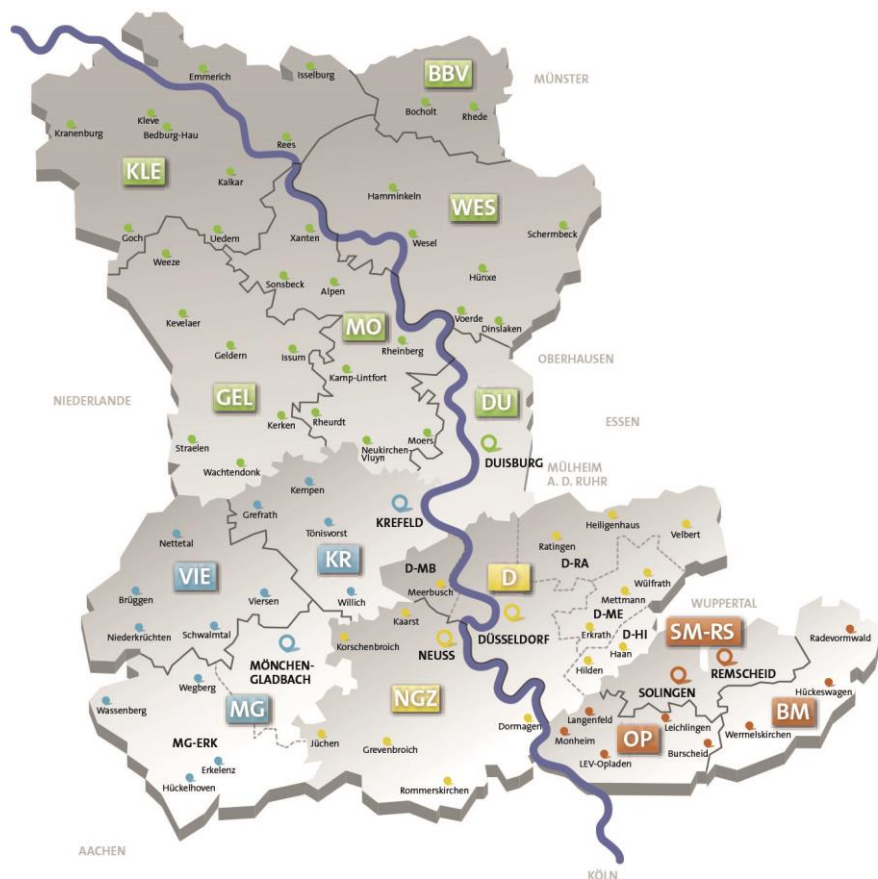 Emmerich
Isselburg
BBV
MÜNSTER
Bocholt
Rhede
Kleve
Kranenburg
Bedburg-Hau
Rees
KLE
Kalkar
Hamminkeln
WES
Goch
Uedem
Xanten
Wesel
Schermbeck
Weeze
Sonsbeck
Alpen
Hünxe
Kevelaer
MO
Voerde
Dinslaken
Geldern
Issum
Rheinberg
OBERHAUSEN
Kamp-Lintfort
NIEDERLANDE
GEL
DU
ESSEN
Kerken
Rheurdt
Straelen
Neukirchen-
Vluyn
Moers
DUISBURG
Wachtendonk
MÜLHEIM
A. D. RUHR
Kempen
Grefrath
KREFELD
Heiligenhaus
Tönisvorst
Velbert
Nettetal
Ratingen
VIE
KR
D-MB
D
D-RA
Meerbusch
Wülfrath
Brüggen
Viersen
Willich
Mettmann
WUPPERTAL
Kaarst
D-ME
SM-RS
Niederkrüchten
Schwalmtal
Korschenbroich
NEUSS
DÜSSELDORF
Erkrath
D-HI
Radevormwald
Haan
MÖNCHEN-
GLADBACH
Hilden
REMSCHEID
Wegberg
SOLINGEN
Hückeswagen
Wassenberg
MG
NGZ
Langenfeld
Leichlingen
BM
Dormagen
Monheim
OP
Wermelskirchen
MG-ERK
Jüchen
Grevenbroich
LEV-Opladen
Burscheid
Erkelenz
Hückelhoven
Rommerskirchen
AACHEN
KÖLN